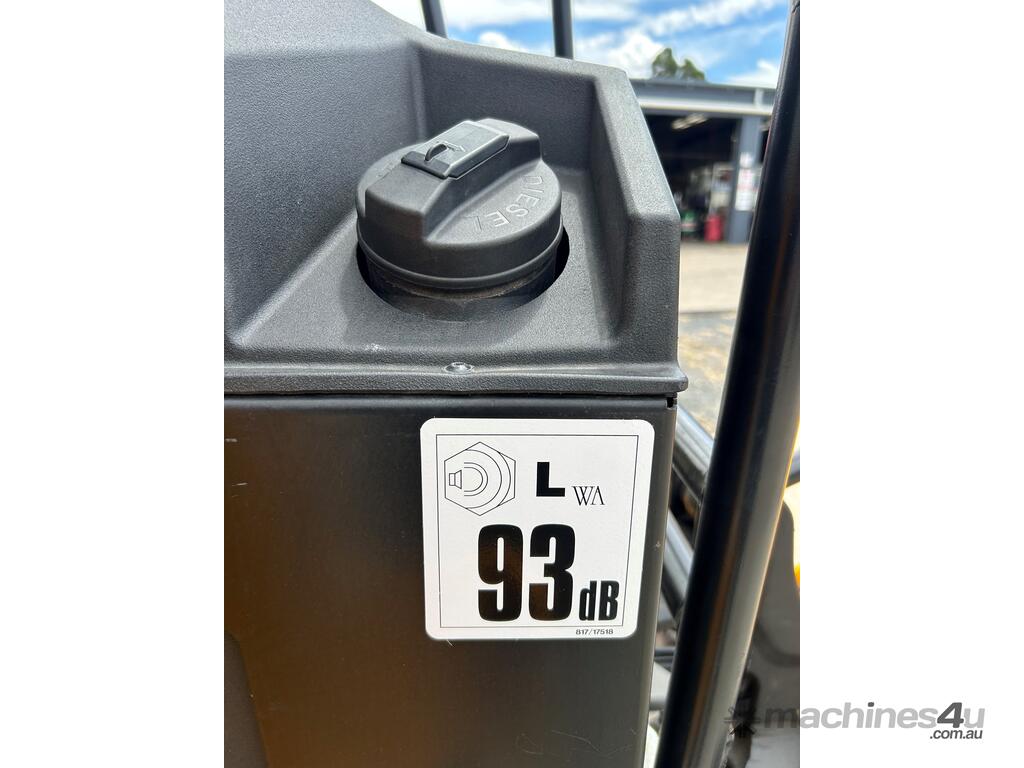 DIESEL
L WA
93 dB
817/17518
machines4u
.com.au